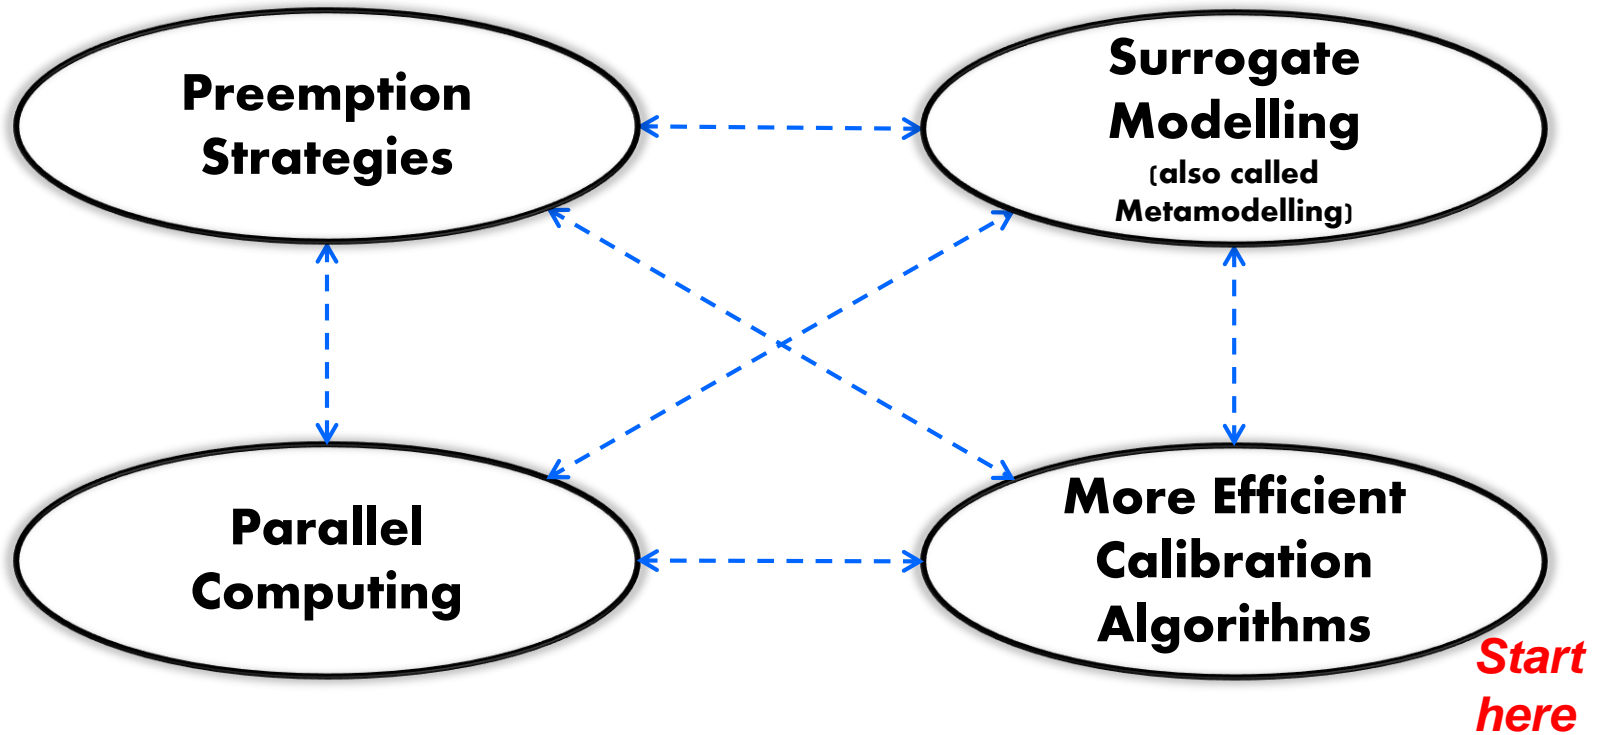 Preemption
Strategies
Surrogate
Modelling
(also called
Metamodelling)
Parallel
Computing
More Efficient
Calibration
Algorithms
Start
here